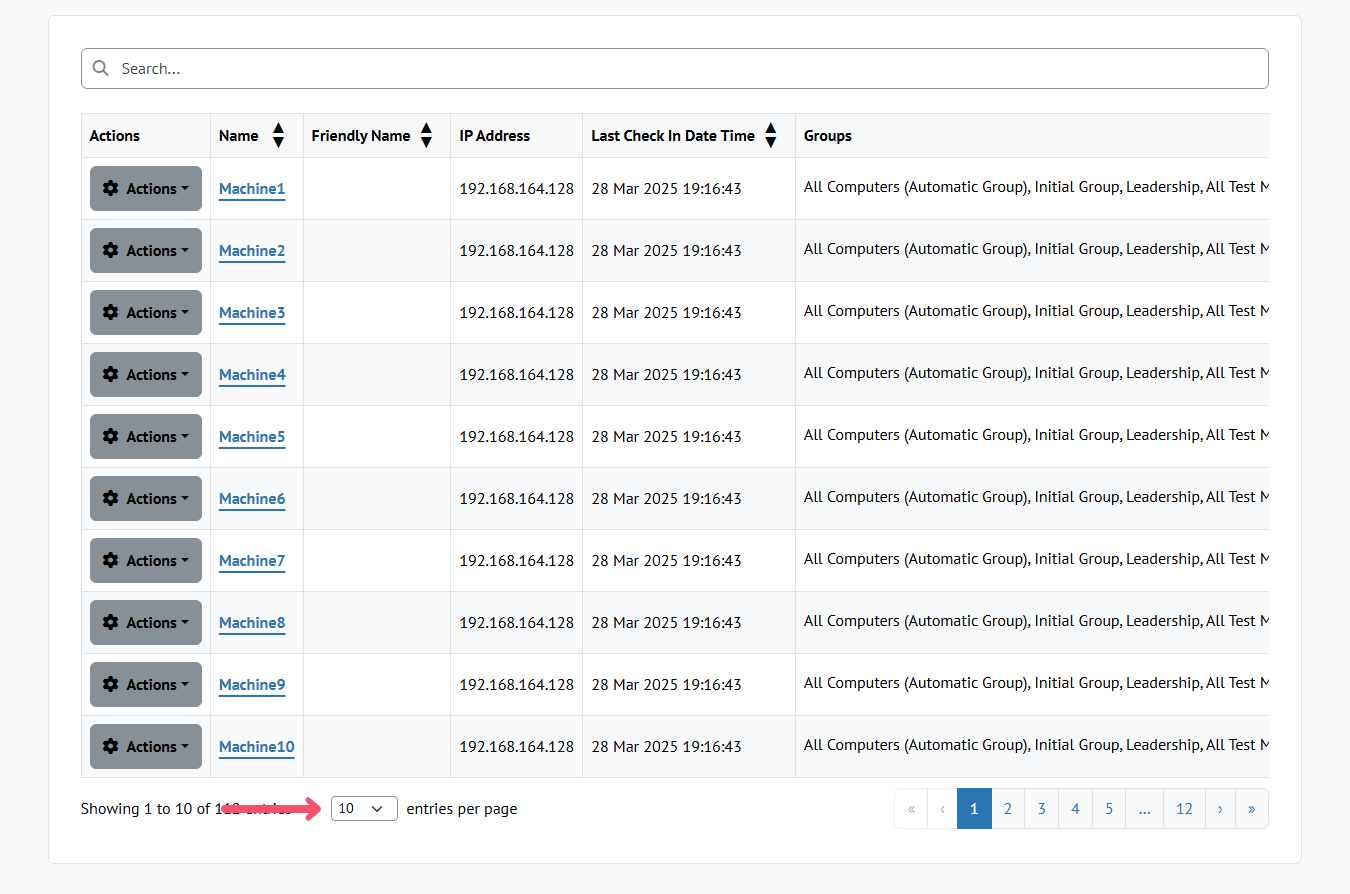 Search...
Actions Name Friendly Name IP Address Last Check In Date Time Groups
Actions Machine1 192.168.164.128 28 Mar 2025 19:16:43 All Computers (Automatic Group), Initial Group, Leadership, All Test
Actions Machine2 192.168.164.128 28 Mar 2025 19:16:43 All Computers (Automatic Group), Initial Group, Leadership, All Test
Actions Machine3 192.168.164.128 28 Mar 2025 19:16:43 All Computers (Automatic Group), Initial Group, Leadership, All Test
Actions Machine4 192.168.164.128 28 Mar 2025 19:16:43 All Computers (Automatic Group), Initial Group, Leadership, All Test
Actions Machine5 192.168.164.128 28 Mar 2025 19:16:43 All Computers (Automatic Group), Initial Group, Leadership, All Test
Actions Machine6 192.168.164.128 28 Mar 2025 19:16:43 All Computers (Automatic Group), Initial Group, Leadership, All Test
Actions Machine7 192.168.164.128 28 Mar 2025 19:16:43 All Computers (Automatic Group), Initial Group, Leadership, All Test
Actions Machine8 192.168.164.128 28 Mar 2025 19:16:43 All Computers (Automatic Group), Initial Group, Leadership, All Test
Actions Machine9 192.168.164.128 28 Mar 2025 19:16:43 All Computers (Automatic Group), Initial Group, Leadership, All Test
Actions Machine10 192.168.164.128 28 Mar 2025 19:16:43 All Computers (Automatic Group), Initial Group, Leadership, All Test
Showing 1 to 10 of entries 10 entries per page « ‹ 1 2 3 4 5 ... 12 › »